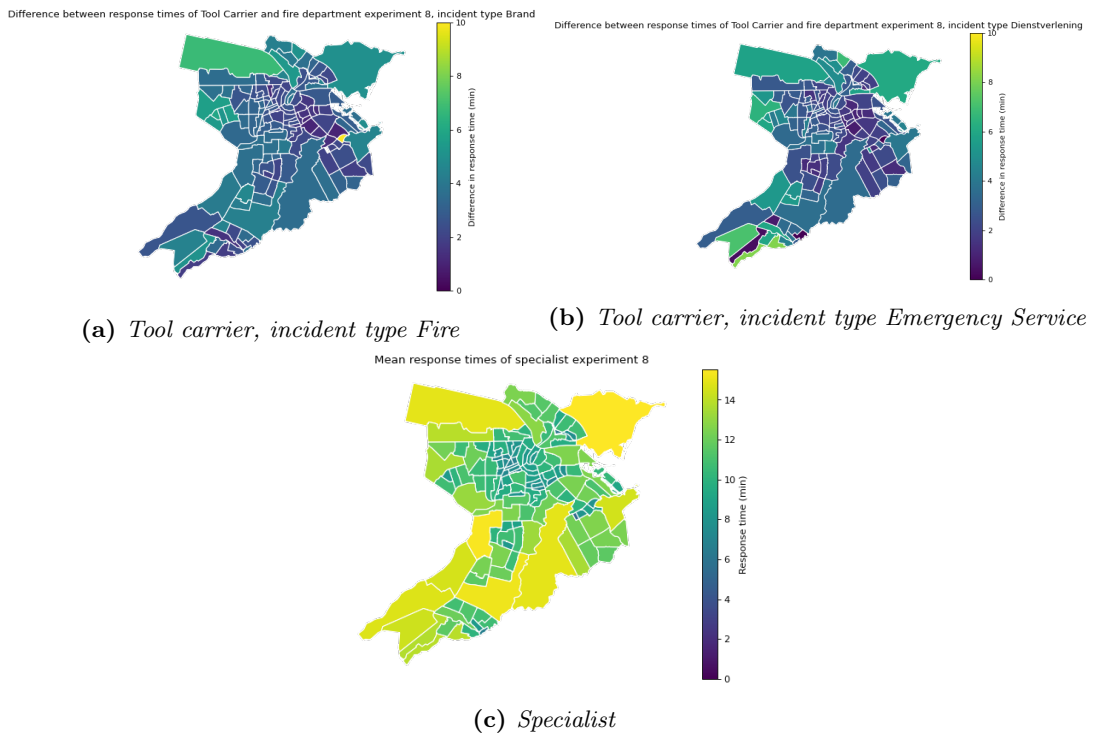 Difference between response times of Tool Carrier and fire department experiment 8, incident type Brand
10
8
6
4
2
0
Difference in response time (min)
(a) Tool carrier, incident type Fire
Difference between response times of Tool Carrier and fire department experiment 8, incident type Dienstverlening
10
8
6
4
2
0
Difference in response time (min)
(b) Tool carrier, incident type Emergency Service
Mean response times of specialist experiment 8
14
12
10
8
6
4
2
0
Response time (min)
(c) Specialist